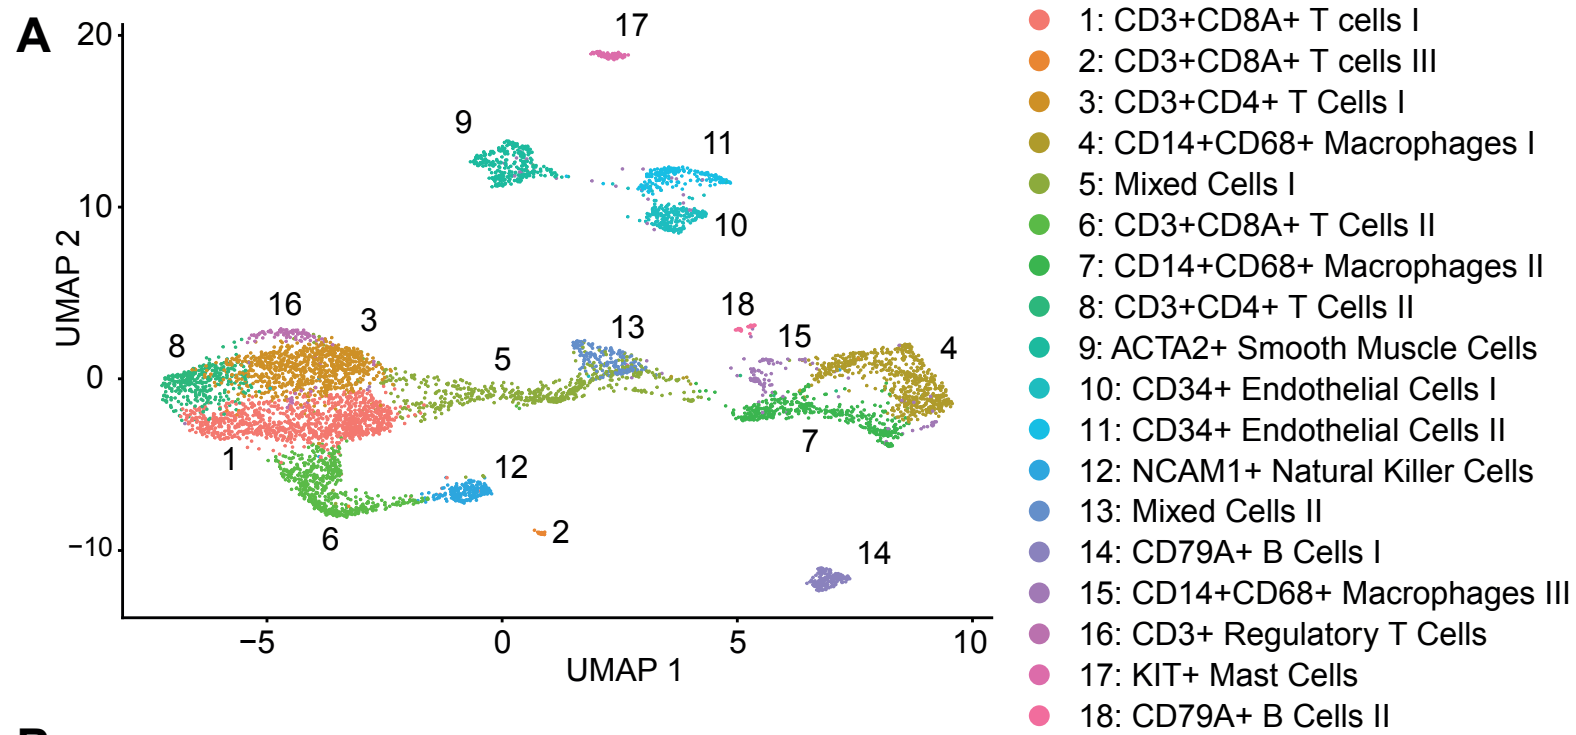 A
20
17
9
11
10
10
UMAP 2
18
16
3
13
15
8
5
4
0
7
1
12
6
2
14
−10
−5
0
5
10
UMAP 1
1: CD3+CD8A+ T cells I
2: CD3+CD8A+ T cells III
3: CD3+CD4+ T Cells I
4: CD14+CD68+ Macrophages I
5: Mixed Cells I
6: CD3+CD8A+ T Cells II
7: CD14+CD68+ Macrophages II
8: CD3+CD4+ T Cells II
9: ACTA2+ Smooth Muscle Cells
10: CD34+ Endothelial Cells I
11: CD34+ Endothelial Cells II
12: NCAM1+ Natural Killer Cells
13: Mixed Cells II
14: CD79A+ B Cells I
15: CD14+CD68+ Macrophages III
16: CD3+ Regulatory T Cells
17: KIT+ Mast Cells
18: CD79A+ B Cells II